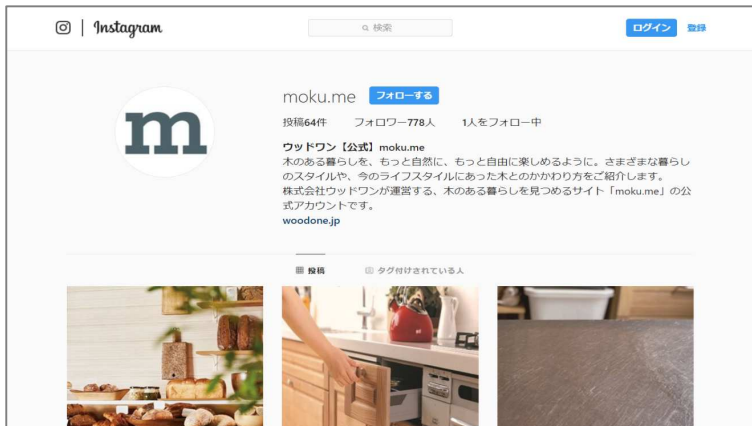 Instagram
検索
ログイン 登録
m
moku.me フォローする
投稿64件 フォロワー778人 1人をフォロー中
ウッドワン【公式】moku.me
木のある暮らしを、もっと自然に、もっと自由に楽しめるように。さまざまな暮らし
のスタイルや、今のライフスタイルにあった木とのかかわり方をご紹介します。
株式会社ウッドワンが運営する、木のある暮らしを見つめるサイト「moku.me」の公
式アカウントです。
woodone.jp
投稿 タグ付けされている人